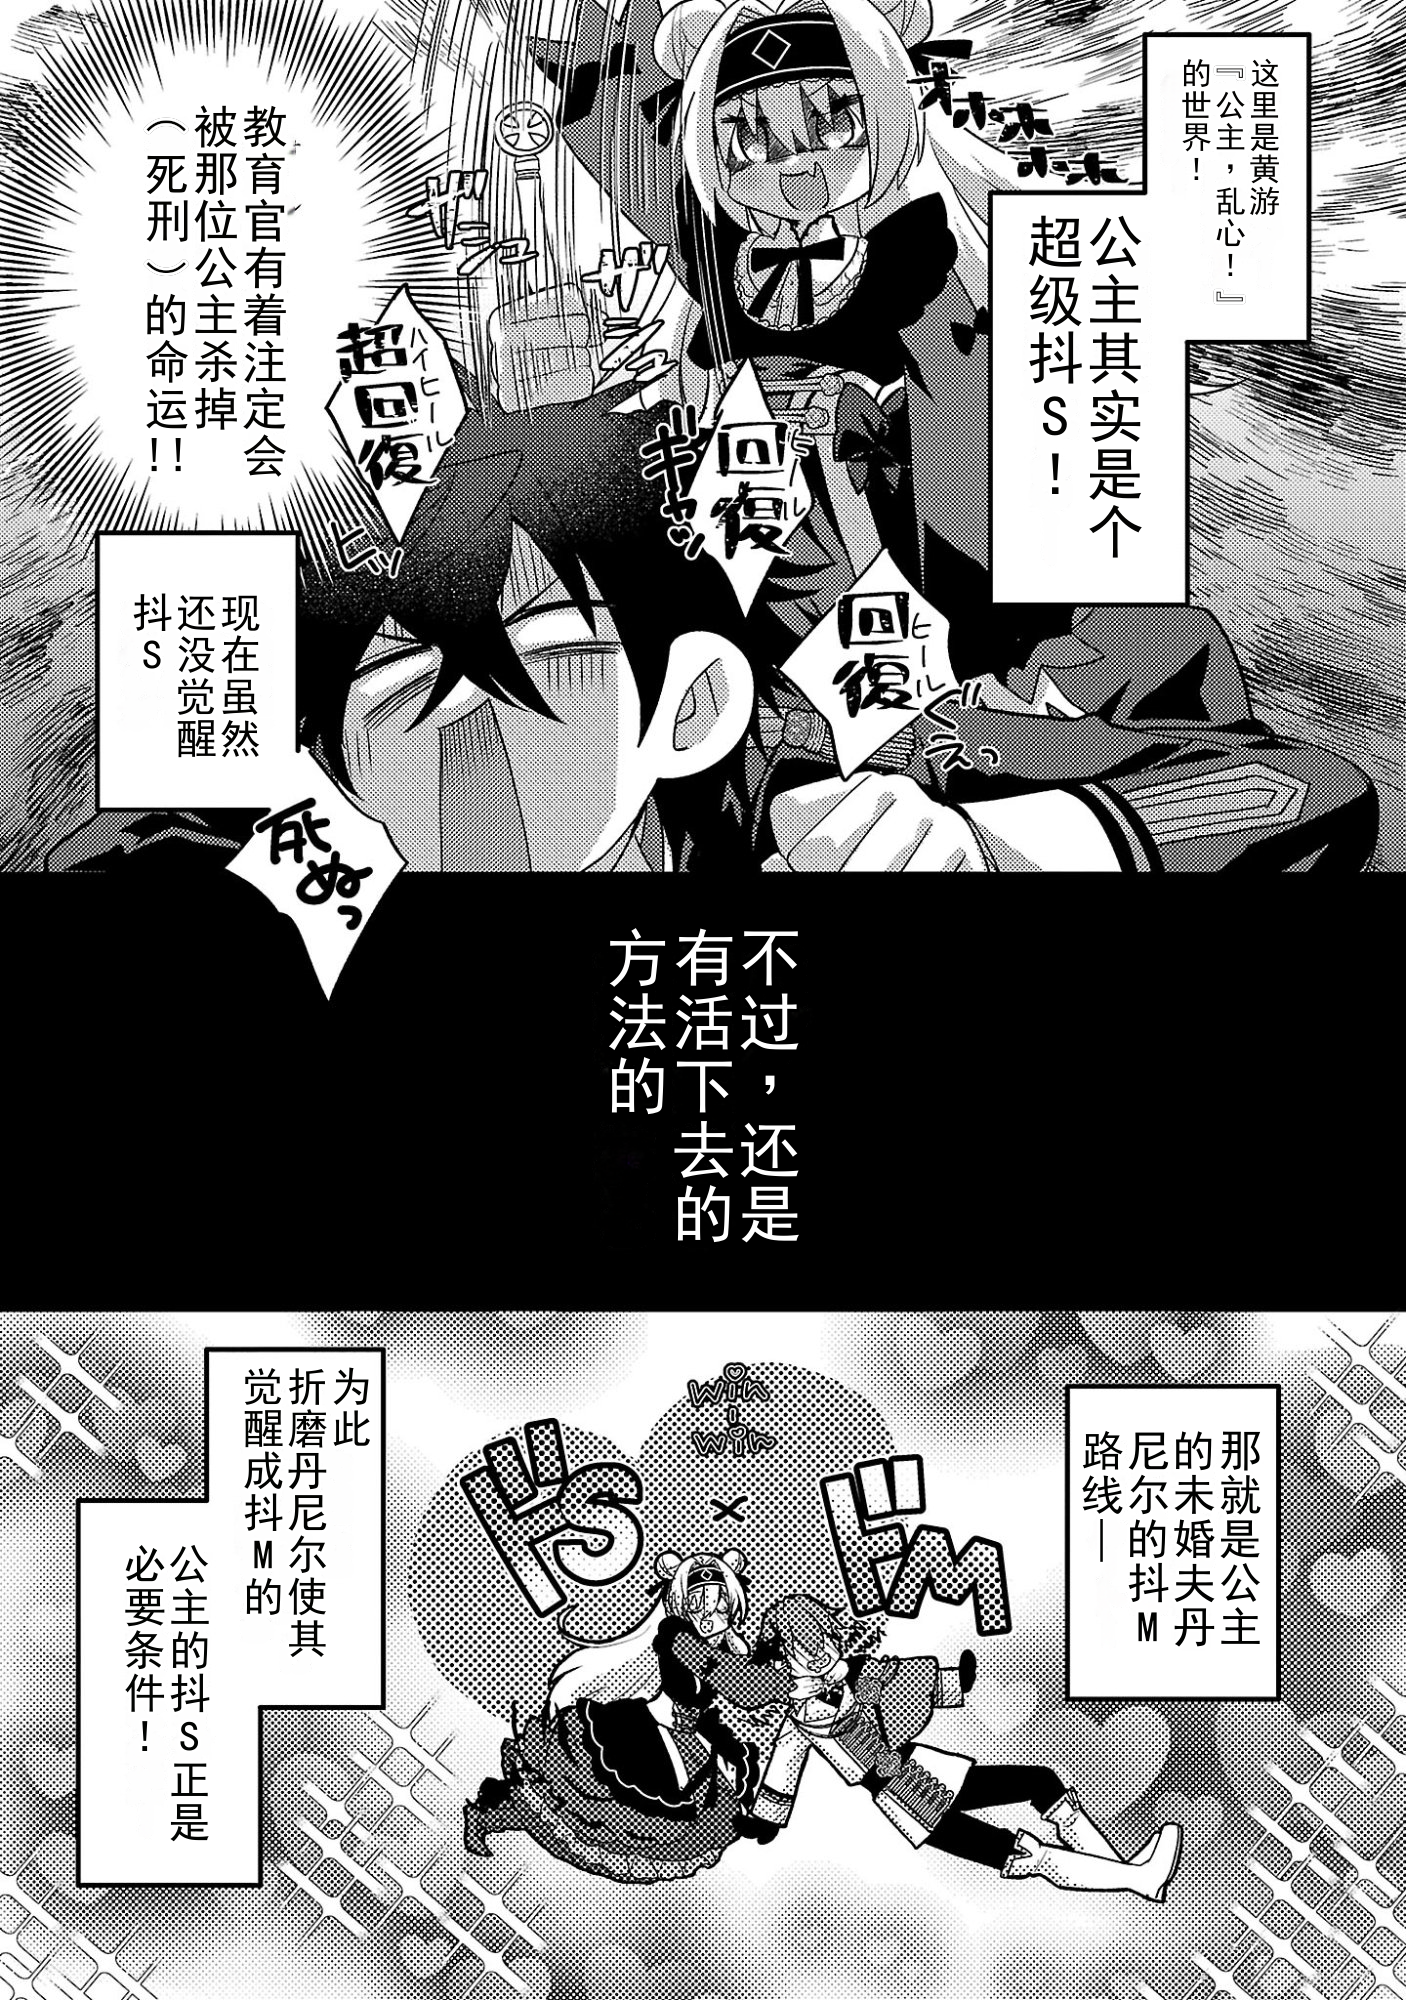 这里是黄游
『公主，乱心！』
的世界！
公主其实是个
超级抖S！
教育官有着注定会
被那位公主杀掉
（死刑）的命运！！
ハイヒール
超回復
ヒール
回復
ヒール
回復
ギャッ
ぐえっ
ヒッ
现在虽然
还没觉醒
抖S
死ぬっ
不过，还是
有活下去的
方法的
那就是公主
的未婚夫丹
尼尔的抖M
路线—
win
-
win
ドS
×
ドM
为此
折磨丹尼尔使其
觉醒成抖M的
公主的抖S正是
必要条件！